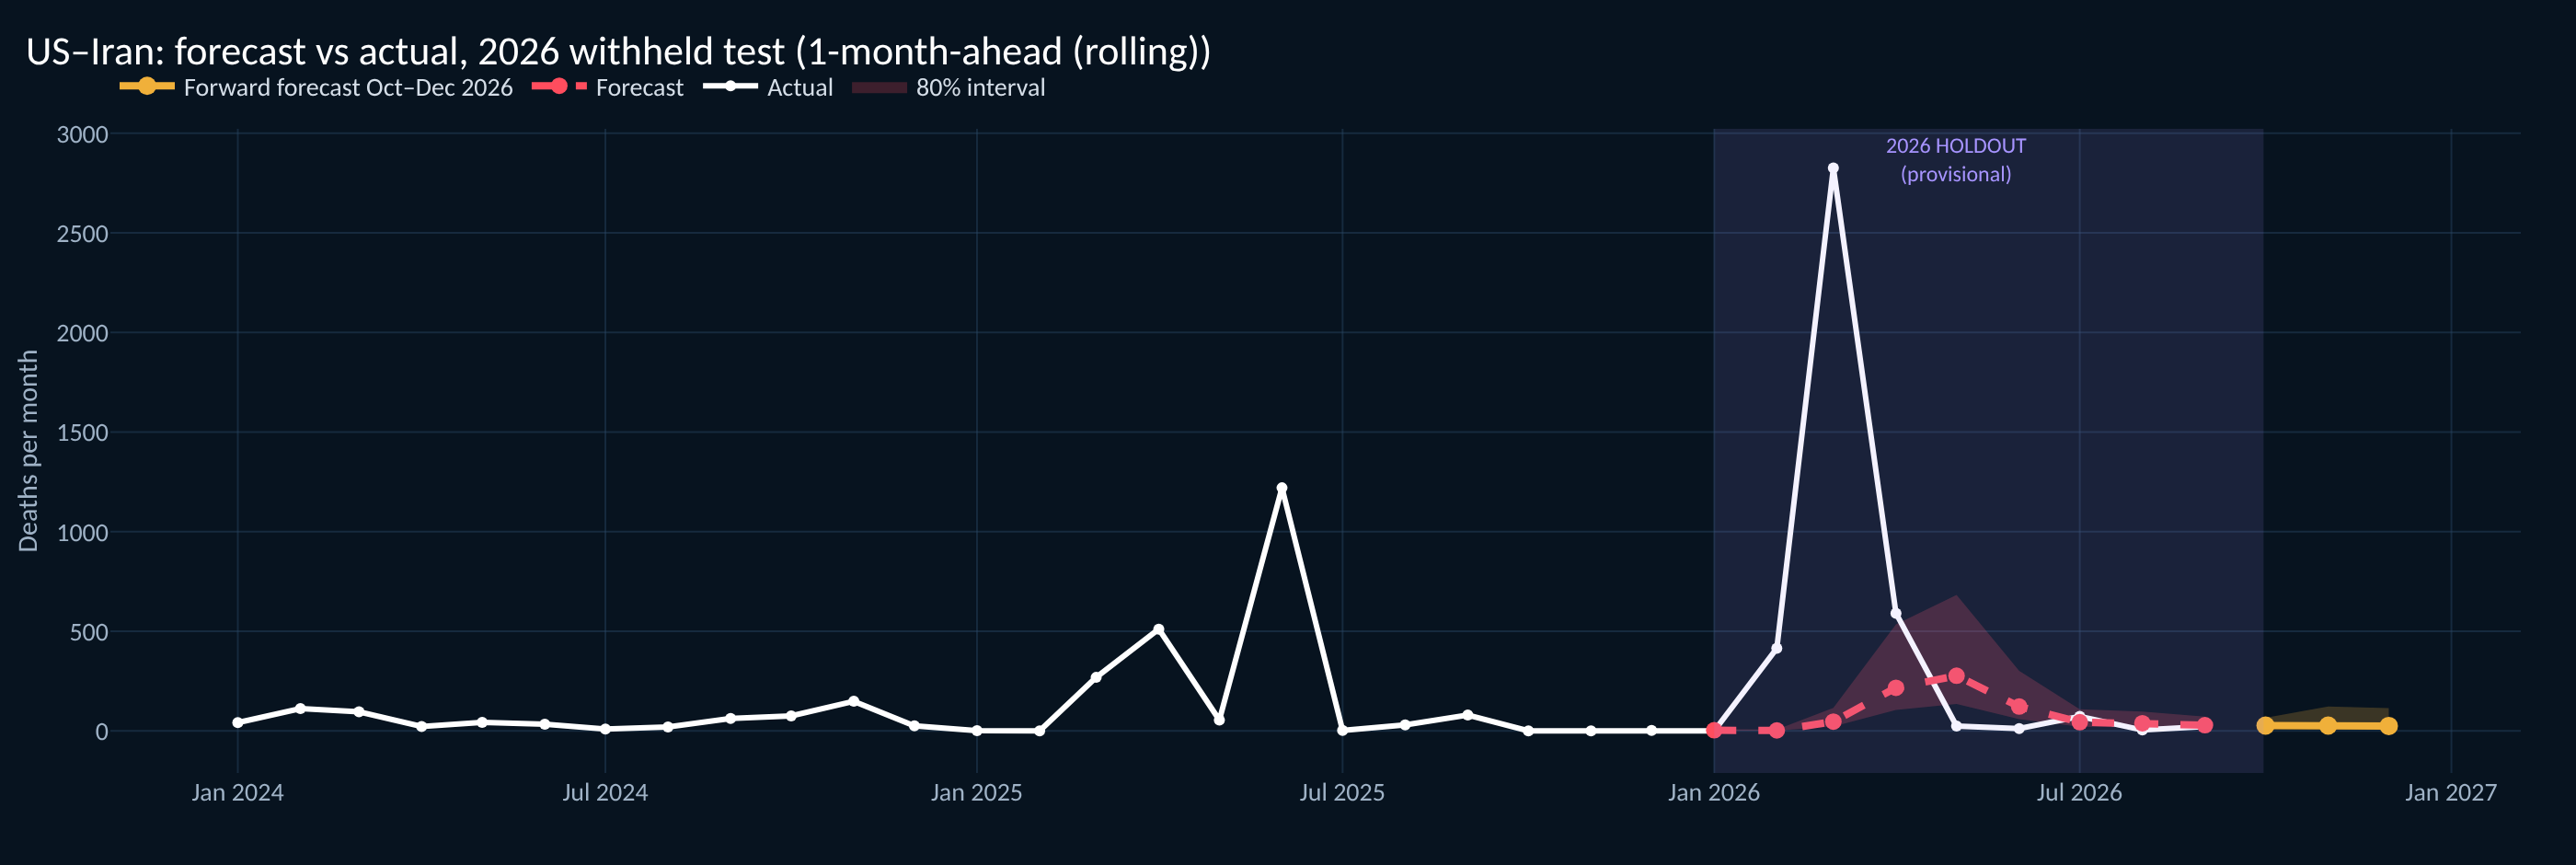 US–Iran: forecast vs actual, 2026 withheld test (1-month-ahead (rolling))
Forward forecast Oct–Dec 2026 Forecast Actual 80% interval
2026 HOLDOUT
(provisional)
Deaths per month
3000
2500
2000
1500
1000
500
0
Jan 2024 Jul 2024 Jan 2025 Jul 2025 Jan 2026 Jul 2026 Jan 2027